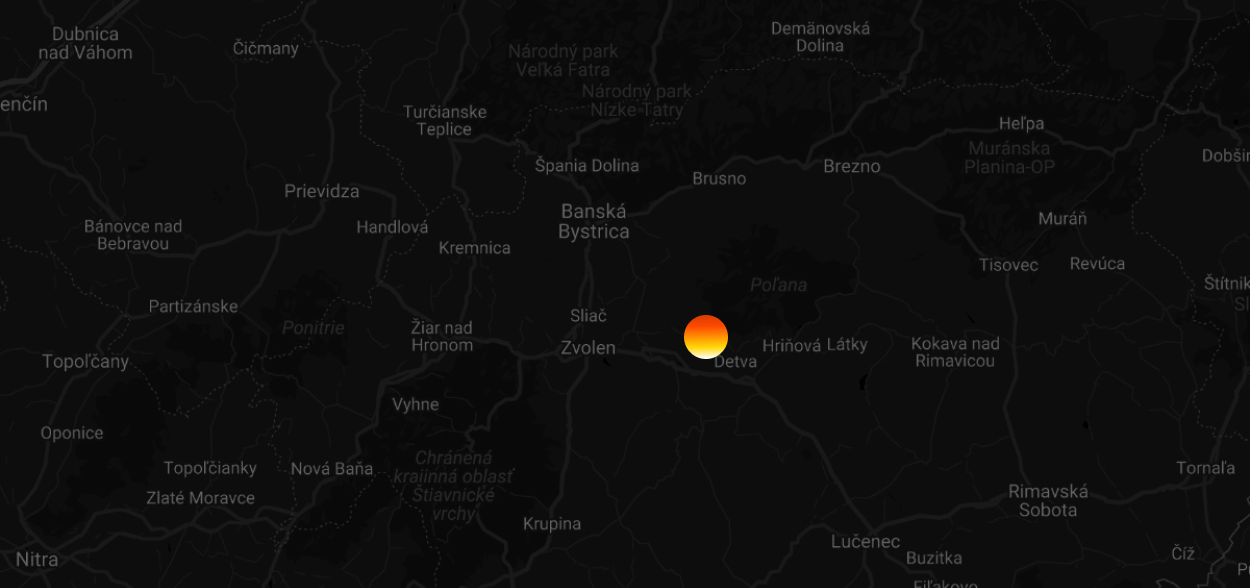 Dubnica
nad Váhom
Čičmany
Národný park
Veľká Fatra
Demänovská
Dolina
enčín
Turčianske
Teplice
Národný park
Nízke Tatry
Heľpa
Muránska
Planina-OP
Dobšin
Špania Dolina
Brusno
Brezno
Prievidza
Bánovce nad
Bebravou
Handlová
Kremnica
Banská
Bystrica
Muráň
Tisovec
Revúca
Poľana
Štítnik
Sl
Partizánske
Ponitrie
Žiar nad
Hronom
Sliač
Zvolen
Detva
Hriňová
Látky
Kokava nad
Rimavicou
Topoľčany
Vyhne
Oponice
Topoľčianky
Nová Baňa
Chránená
krajinná oblasť
Štiavnické
vrchy
Zlaté Moravce
Tornaľa
Rimavská
Sobota
Krupina
Nitra
Lučenec
Buzitka
Číž
Fiľakovo